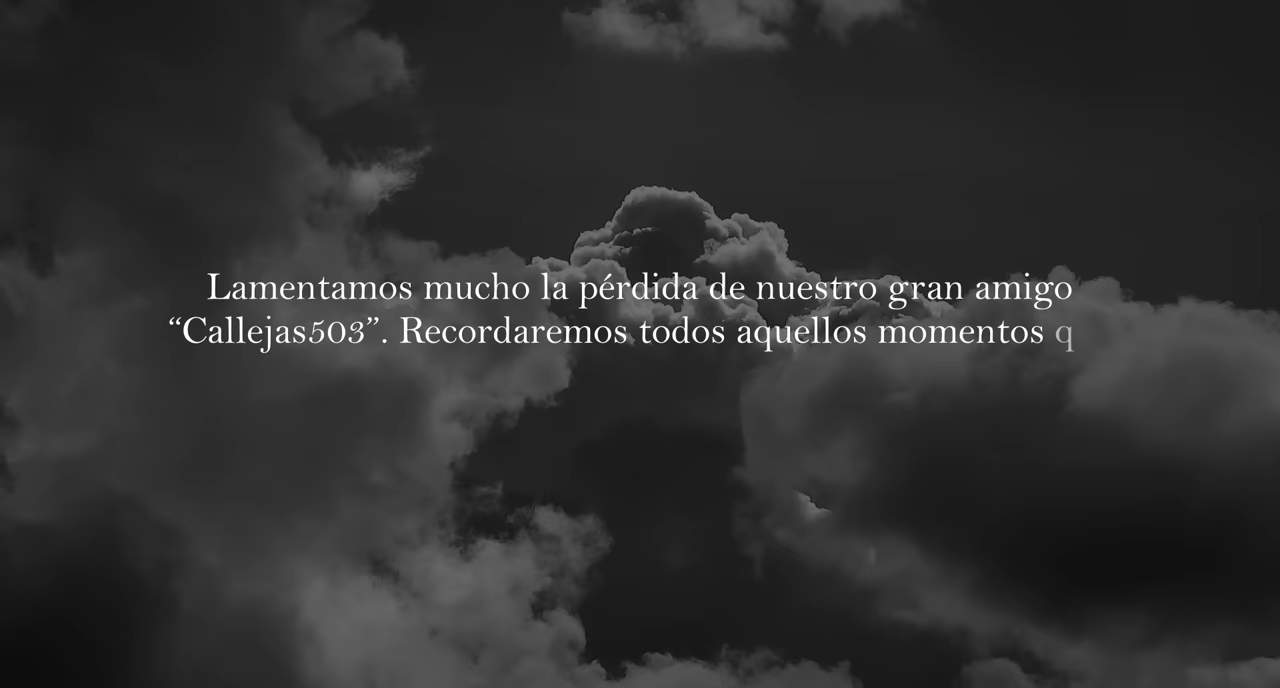 Lamentamos mucho la pérdida de nuestro gran amigo
“Callejas503”. Recordaremos todos aquellos momentos q